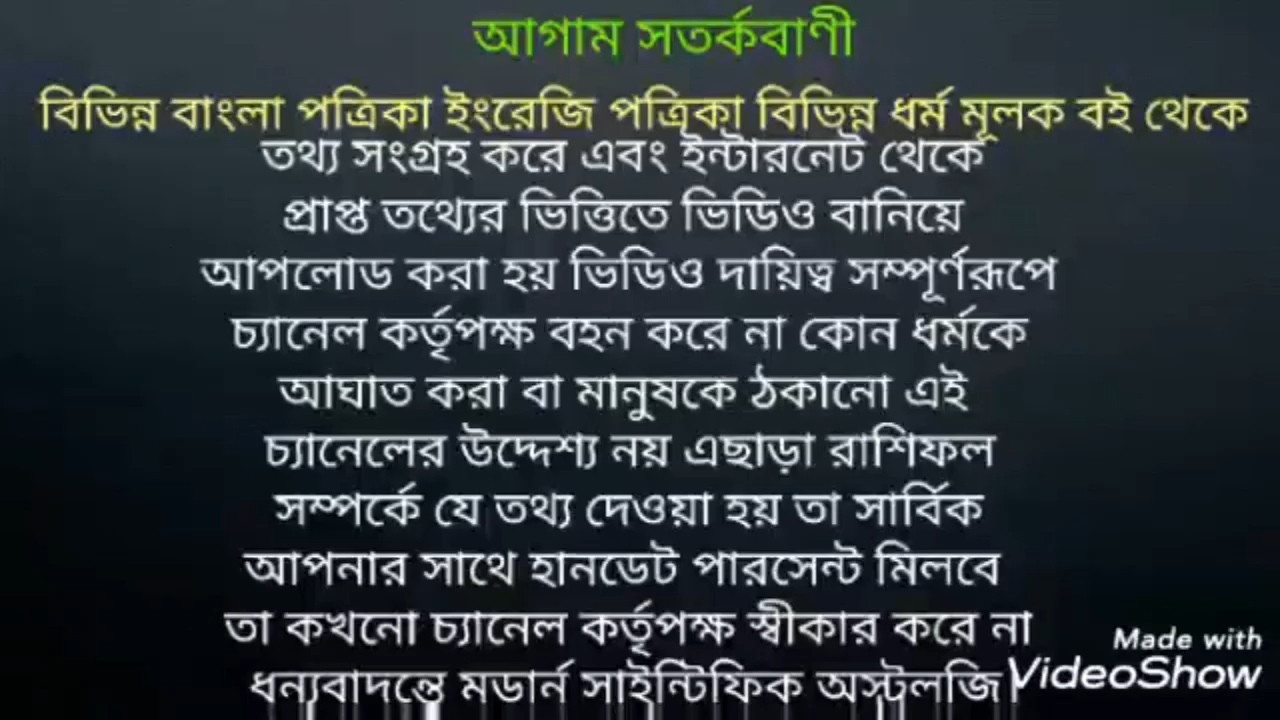 আগাম সতর্কবাণী
বিভিন্ন বাংলা পত্রিকা ইংরেজি পত্রিকা বিভিন্ন ধর্ম মূলক বই থেকে
তথ্য সংগ্রহ করে এবং ইন্টারনেট থেকে
প্রাপ্ত তথ্যের ভিত্তিতে ভিডিও বানিয়ে
আপলোড করা হয় ভিডিও দায়িত্ব সম্পূর্ণরূপে
চ্যানেল কর্তৃপক্ষ বহন করে না কোন ধর্মকে
আঘাত করা বা মানুষকে ঠকানো এই
চ্যানেলের উদ্দেশ্য নয় এছাড়া রাশিফল
সম্পর্কে যে তথ্য দেওয়া হয় তা সার্বিক
আপনার সাথে হানডেট পারসেন্ট মিলবে
তা কখনো চ্যানেল কর্তৃপক্ষ স্বীকার করে না
ধন্যবাদন্তে মডার্ন সাইন্টিফিক অস্ট্রলজি।
Made with
VideoShow